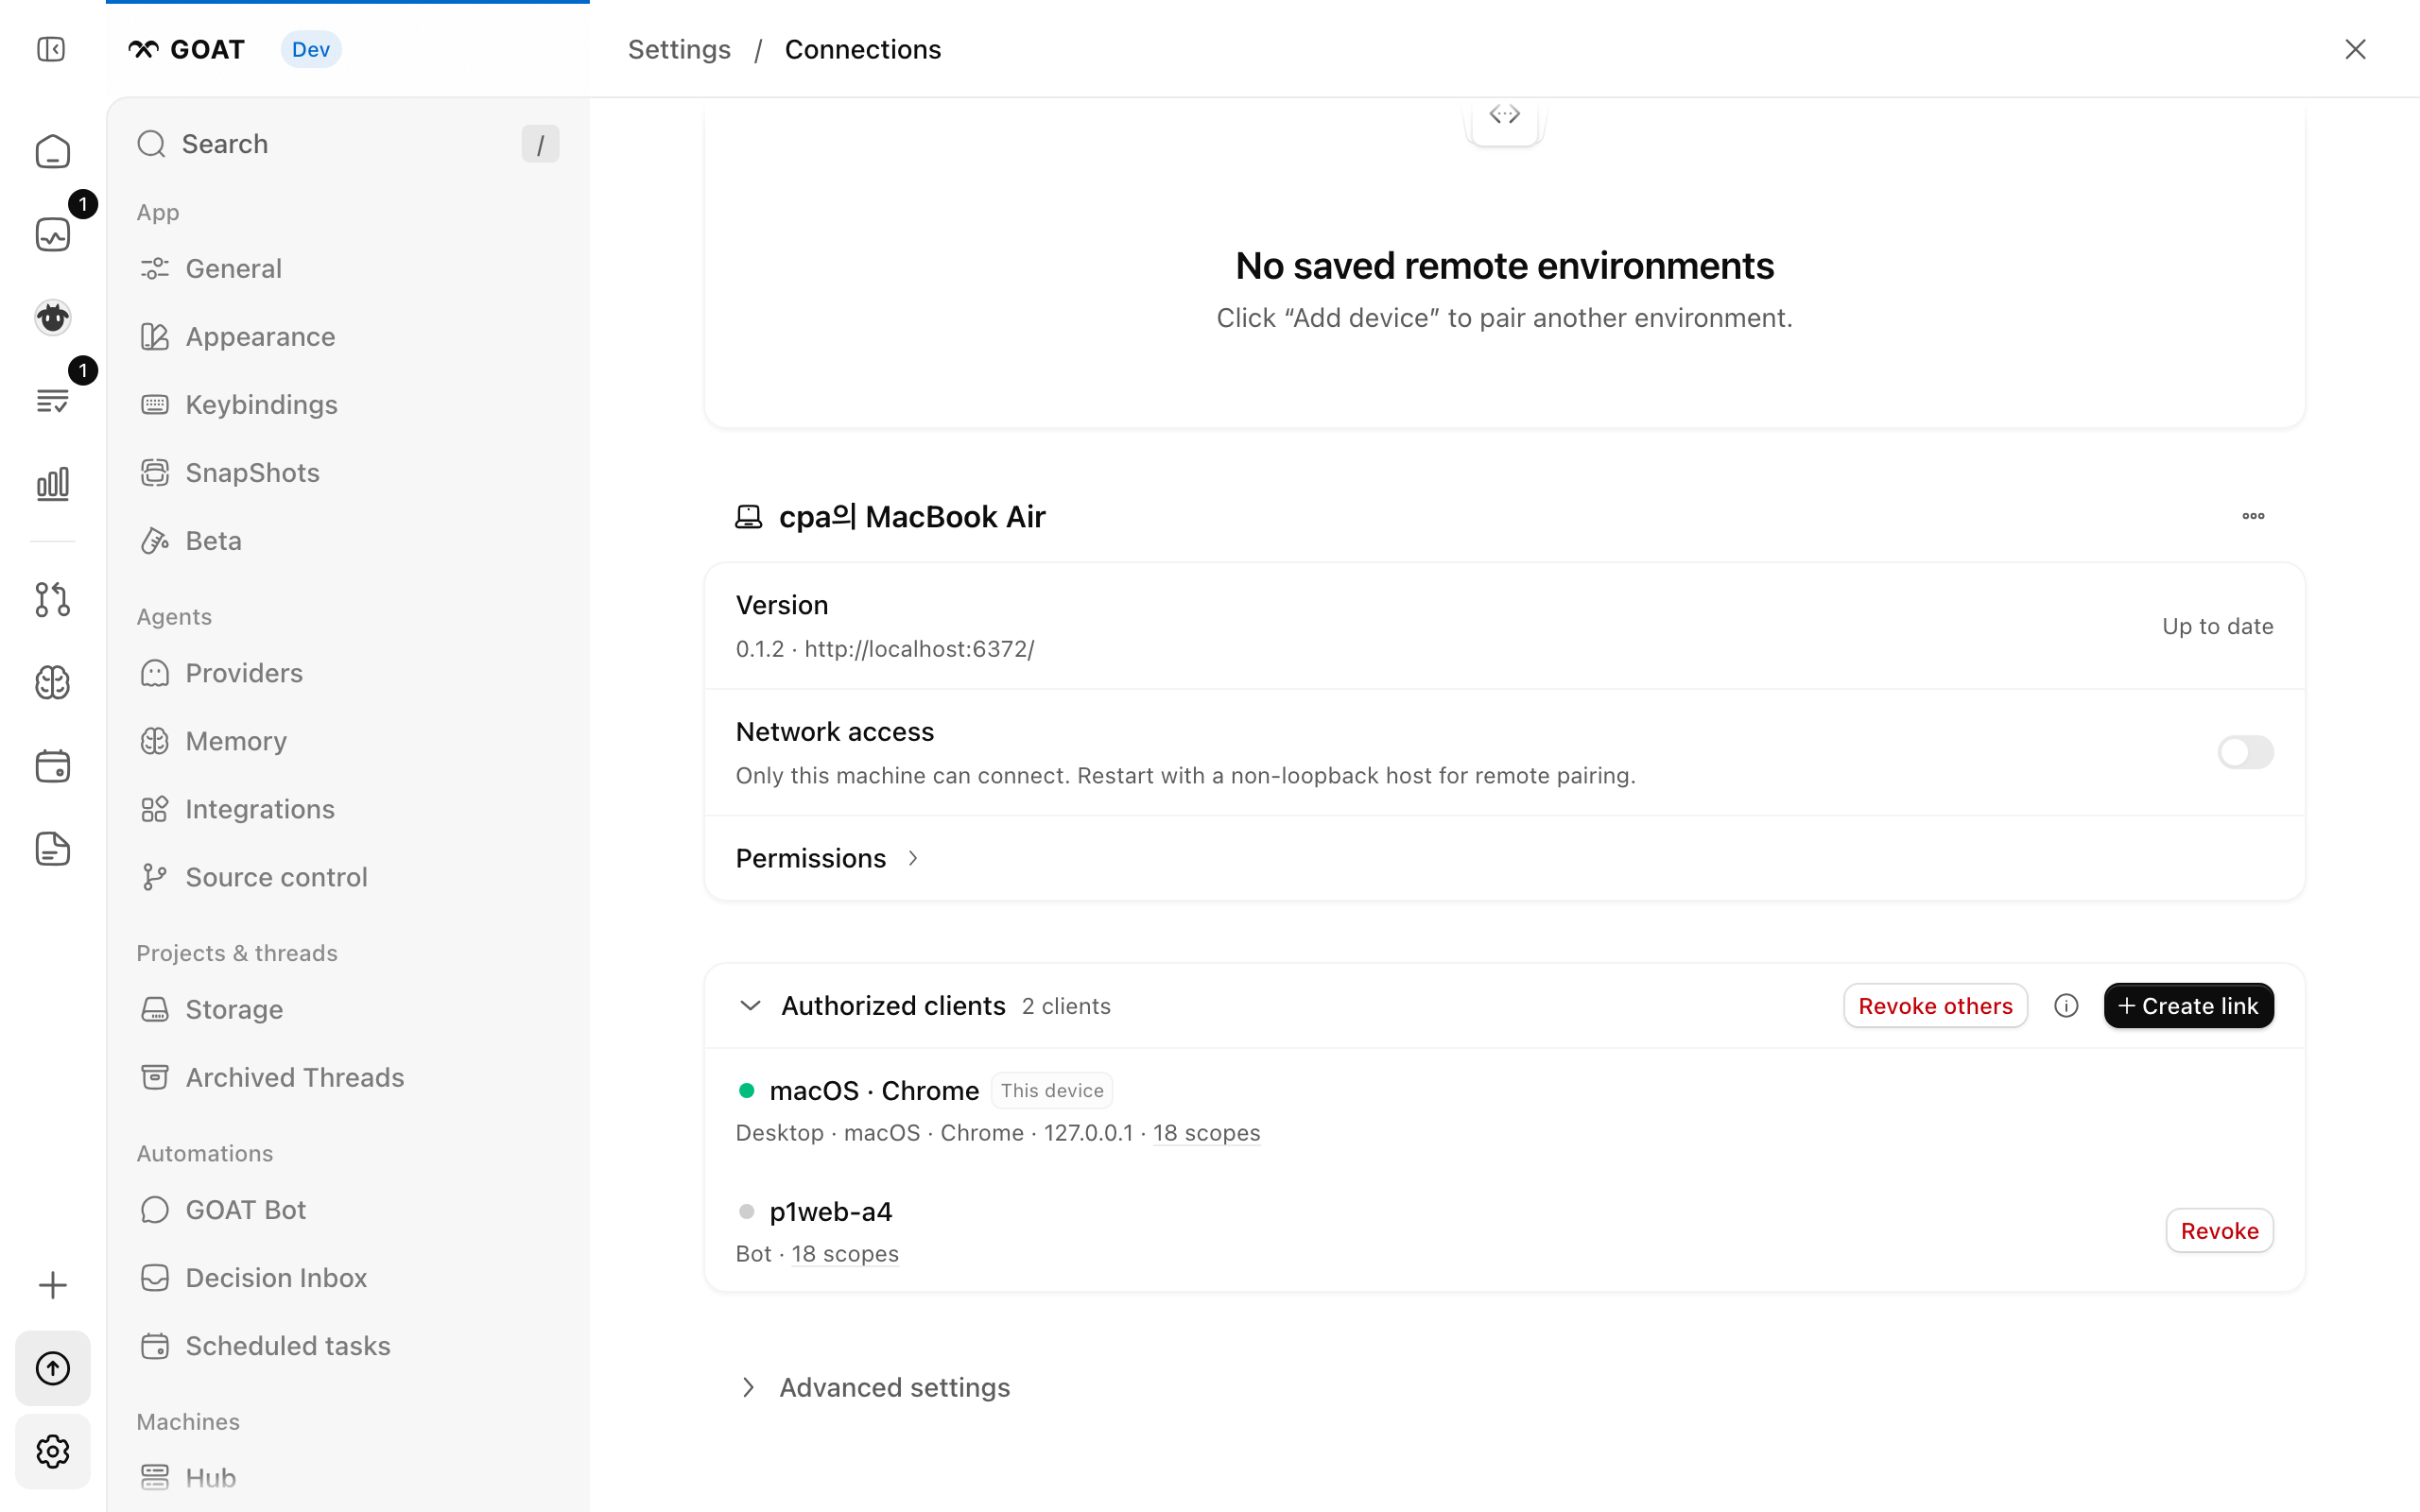 GOAT
Dev
Settings / Connections
Search
/
App
General
Appearance
Keybindings
SnapShots
Beta
Agents
Providers
Memory
Integrations
Source control
Projects & threads
Storage
Archived Threads
Automations
GOAT Bot
Decision Inbox
Scheduled tasks
Machines
Hub
1
1
No saved remote environments
Click “Add device” to pair another environment.
cpa의 MacBook Air
Version
0.1.2 · http://localhost:6372/
Up to date
Network access
Only this machine can connect. Restart with a non-loopback host for remote pairing.
Permissions
Authorized clients 2 clients
Revoke others
Create link
macOS · Chrome This device
Desktop · macOS · Chrome · 127.0.0.1 · 18 scopes
p1web-a4
Bot · 18 scopes
Revoke
Advanced settings